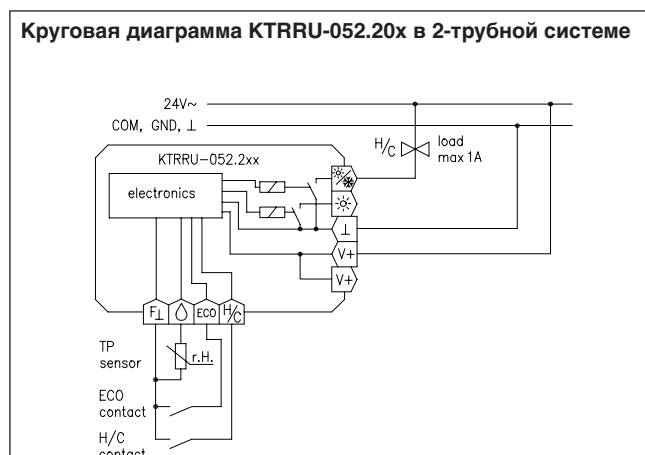 Круговая диаграмма KTRRU-052.20x в 2-трубной системе
24V~
COM, GND, ⊥
H/C
load
max 1A
KTRRU-052.2xx
electronics
⊥
V+
V+
F⊥
ECO
H/C
TP
sensor
r.H.
ECO
contact
H/C
contact